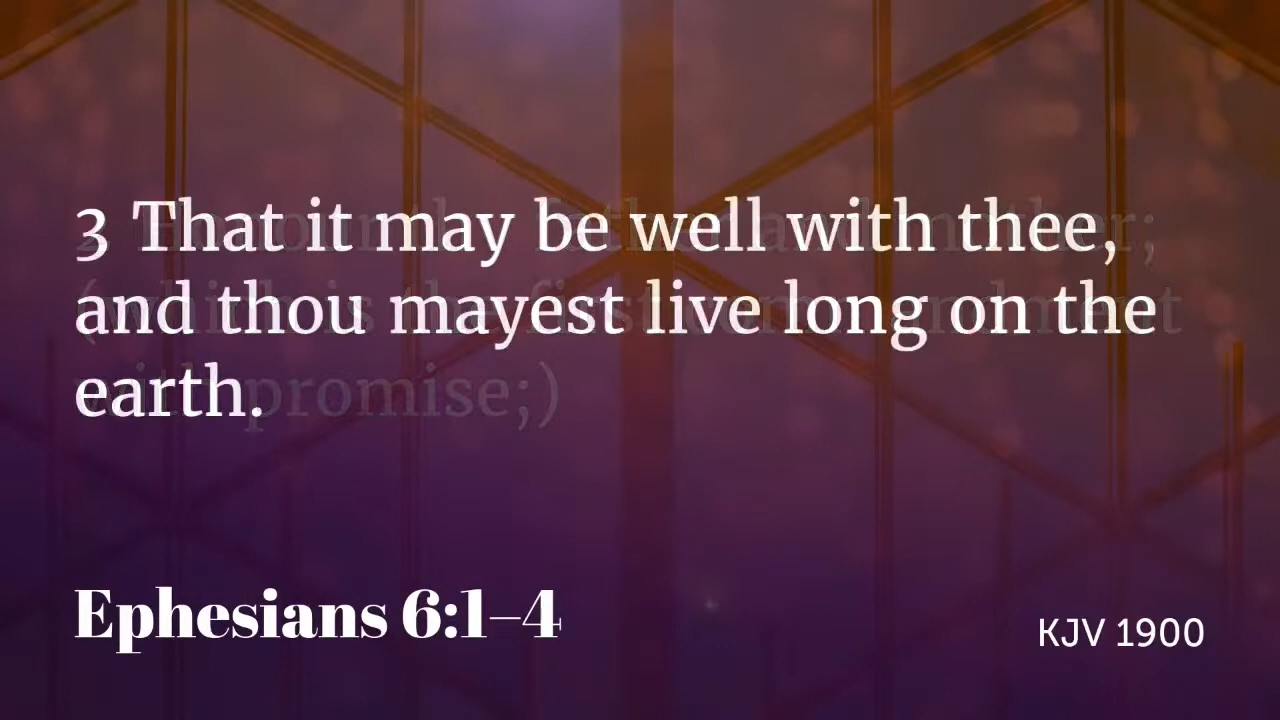 3 That it may be well with thee,
and thou mayest live long on the
earth.
promise;)
Ephesians 6:1–4
KJV 1900